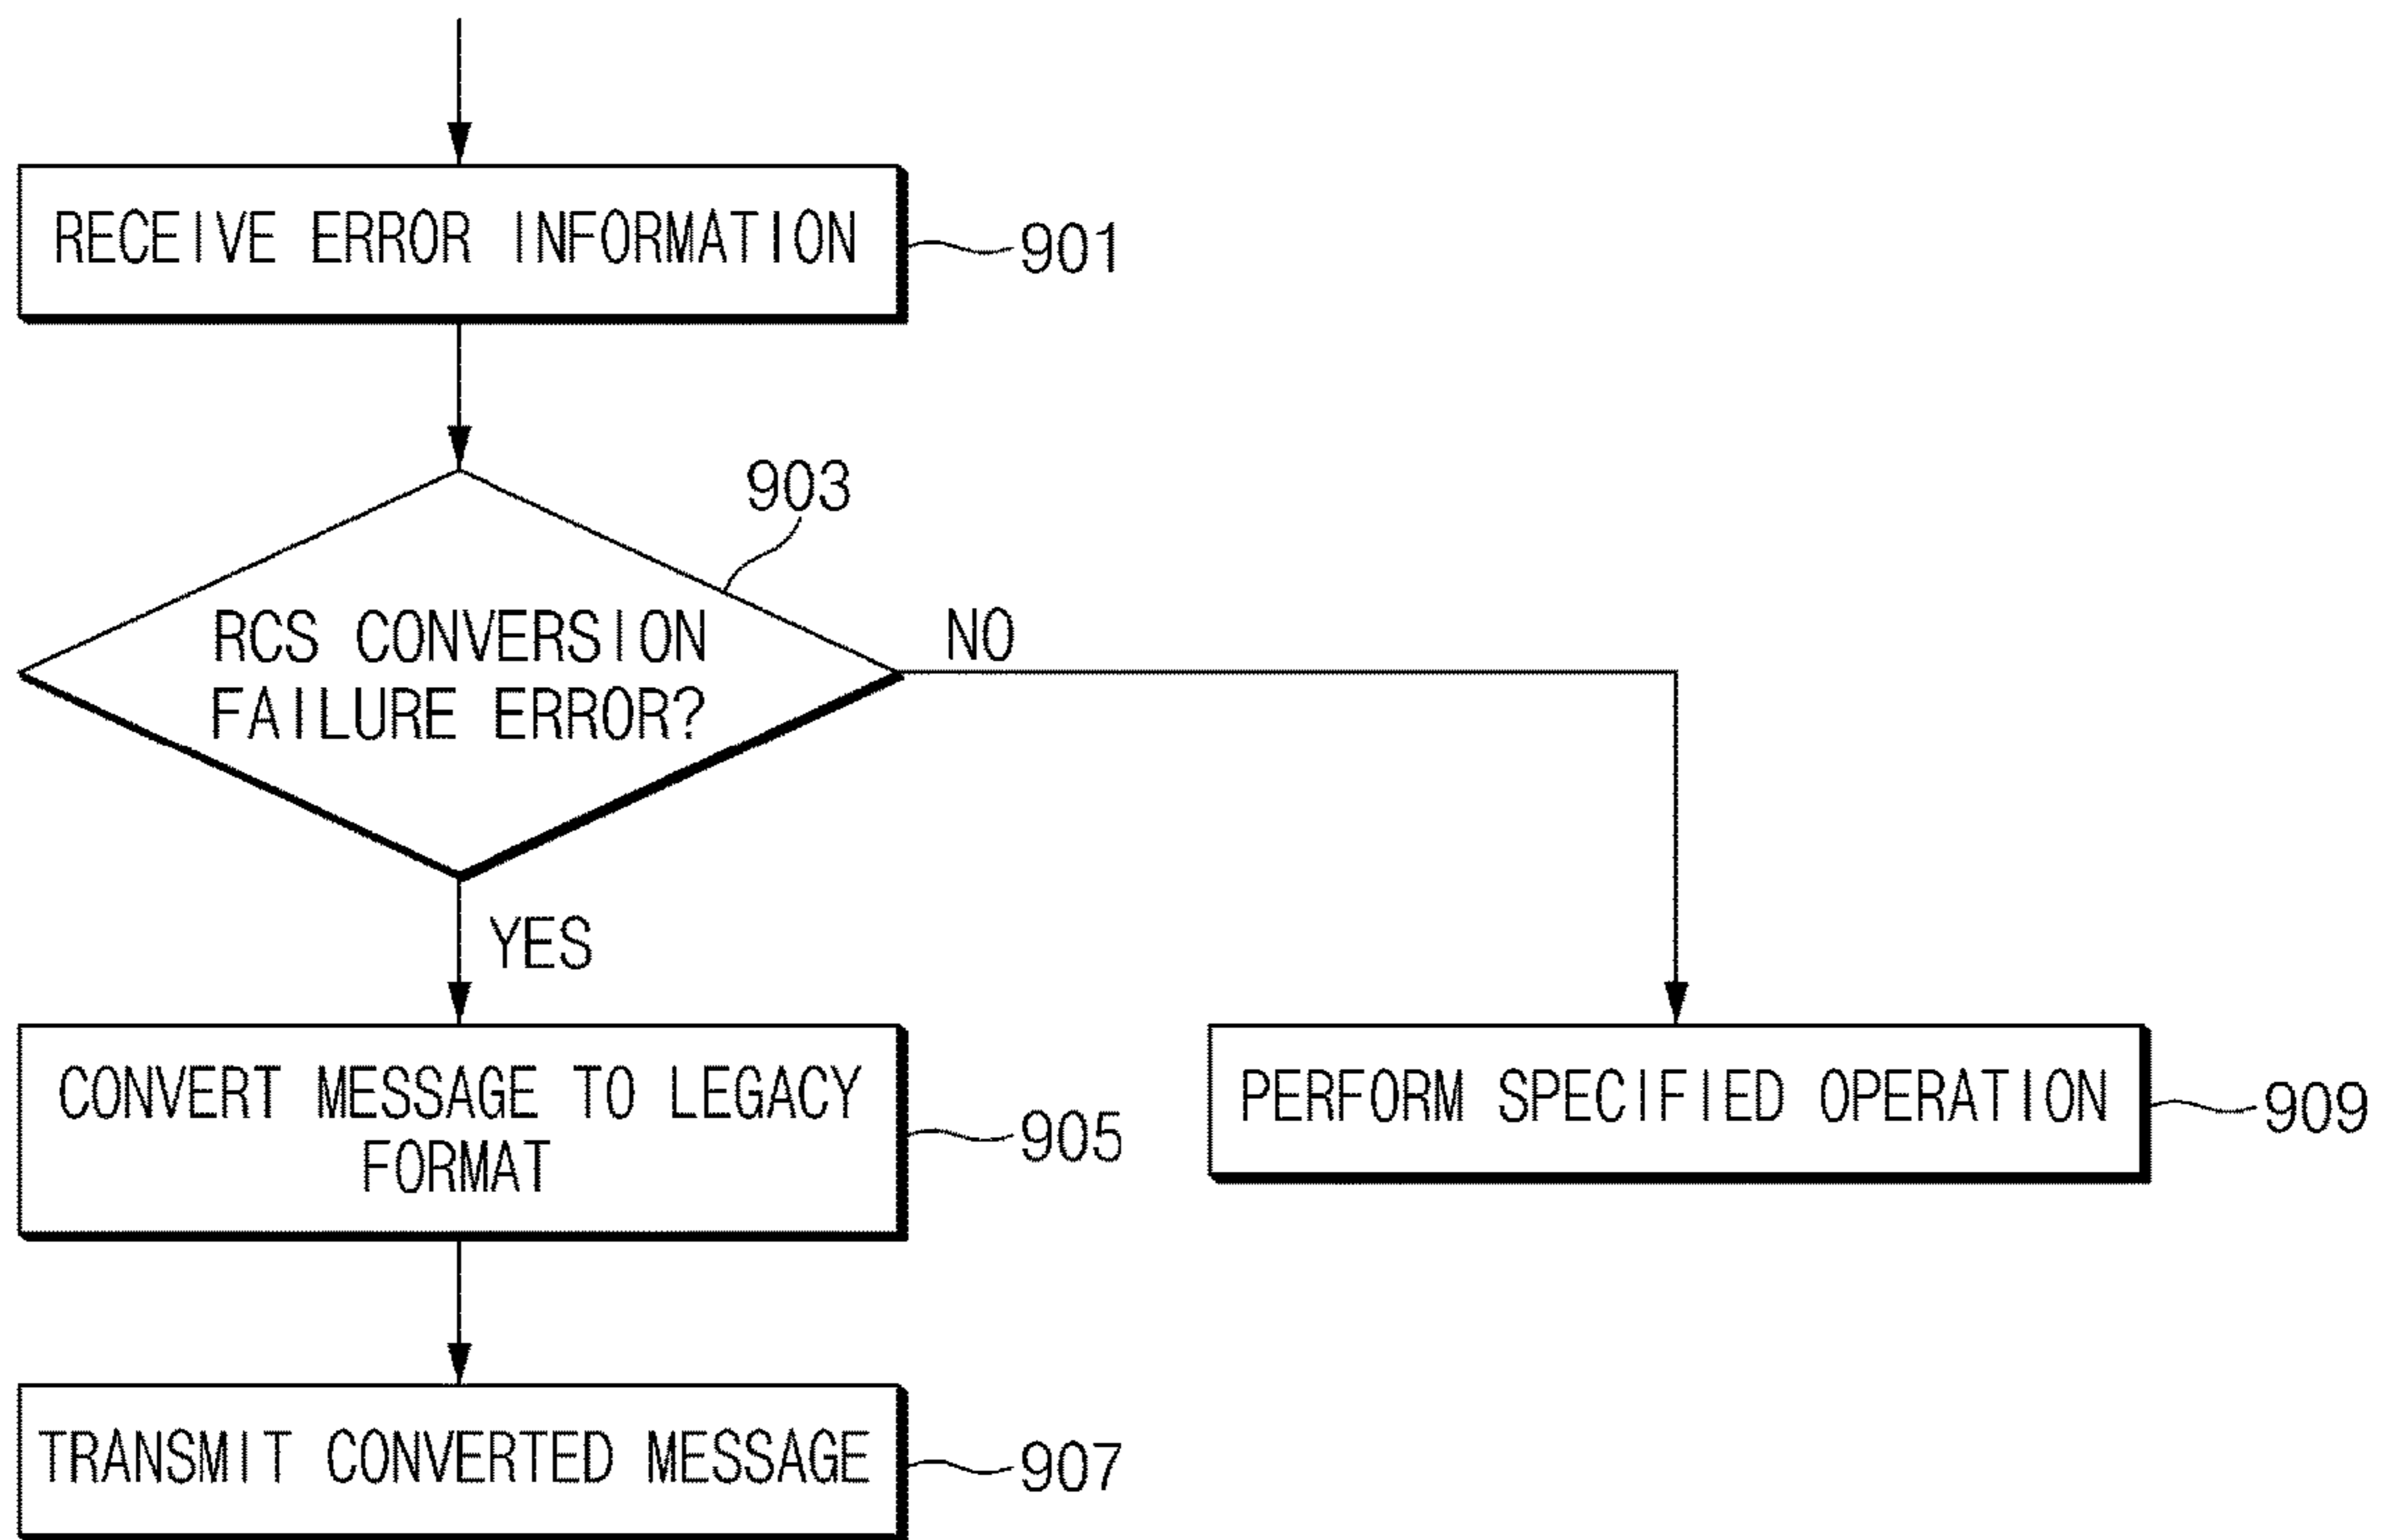 RECEIVE ERROR INFORMATION
901
903
RCS CONVERSION
FAILURE ERROR?
NO
YES
CONVERT MESSAGE TO LEGACY
FORMAT
905
PERFORM SPECIFIED OPERATION
909
TRANSMIT CONVERTED MESSAGE
907